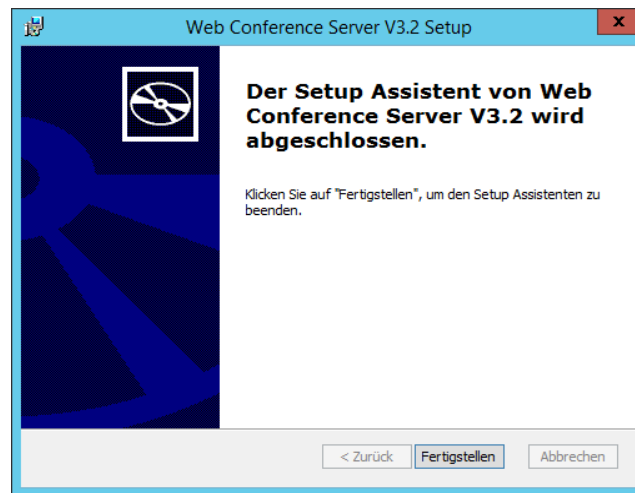 Web Conference Server V3.2 Setup
x
Der Setup Assistent von Web
Conference Server V3.2 wird
abgeschlossen.
Klicken Sie auf "Fertigstellen", um den Setup Assistenten zu
beenden.
< Zurück Fertigstellen Abbrechen